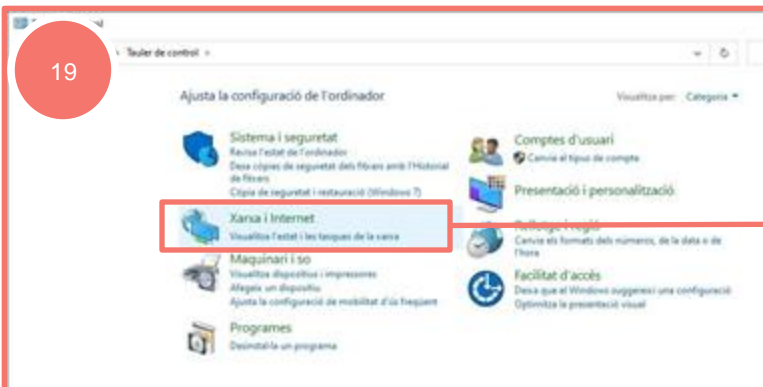 19
Tauler de control
Ajusta la configuració de l'ordinador
Visualitza per: Categoria
Sistema i seguretat
Revisa l'estat de l'ordinador
Desa còpies de seguretat dels fitxers amb l'Historial
de fitxers
Còpia de seguretat i restauració (Windows 7)
Xarxa i Internet
Visualitza l'estat i les tasques de la xarxa
Maquinari i so
Visualitza dispositius i impressores
Afegeix un dispositiu
Ajusta la configuració de mobilitat d'ús freqüent
Programes
Desinstal·la un programa
Comptes d'usuari
Canvia el tipus de compte
Presentació i personalització
Rellotge i regió
Canvia els formats dels números, de la data o de
l'hora
Facilitat d'accés
Deixa que el Windows suggereixi una configuració
Optimitza la presentació visual